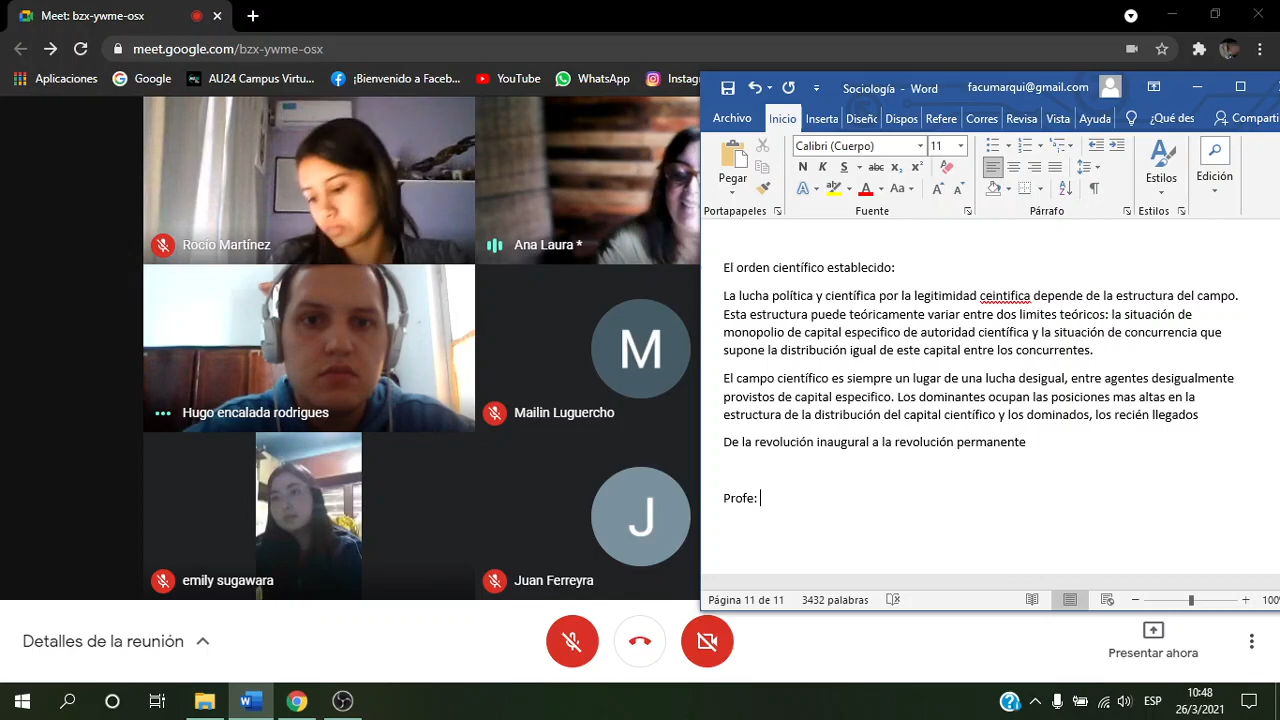 Meet: bzx-ywme-osx
meet.google.com/bzx-ywme-osx
Aplicaciones
Google
AU24 Campus Virtu...
¡Bienvenido a Faceb...
YouTube
WhatsApp
Instag
Sociología - Word
facumarqui@gmail.com
Archivo
Inicio
Inserta
Diseño
Dispos
Refere
Corres
Revisa
Vista
Ayuda
¿Qué des
Comparti
Pegar
Calibri (Cuerpo)
11
N K S abc x₂ x²
A A Aa A A
Estilos
Edición
Portapapeles
Fuente
Párrafo
Estilos
El orden científico establecido:
La lucha política y científica por la legitimidad ceintifica depende de la estructura del campo.
Esta estructura puede teóricamente variar entre dos limites teóricos: la situación de
monopolio de capital especifico de autoridad científica y la situación de concurrencia que
supone la distribución igual de este capital entre los concurrentes.
El campo científico es siempre un lugar de una lucha desigual, entre agentes desigualmente
provistos de capital especifico. Los dominantes ocupan las posiciones mas altas en la
estructura de la distribución del capital científico y los dominados, los recién llegados
De la revolución inaugural a la revolución permanente
Profe:
Página 11 de 11
3432 palabras
100%
Rocío Martínez
Ana Laura *
Hugo encalada rodrigues
M
Mailin Luguercho
emily sugawara
J
Juan Ferreyra
Detalles de la reunión
Presentar ahora
ESP
10:48
26/3/2021